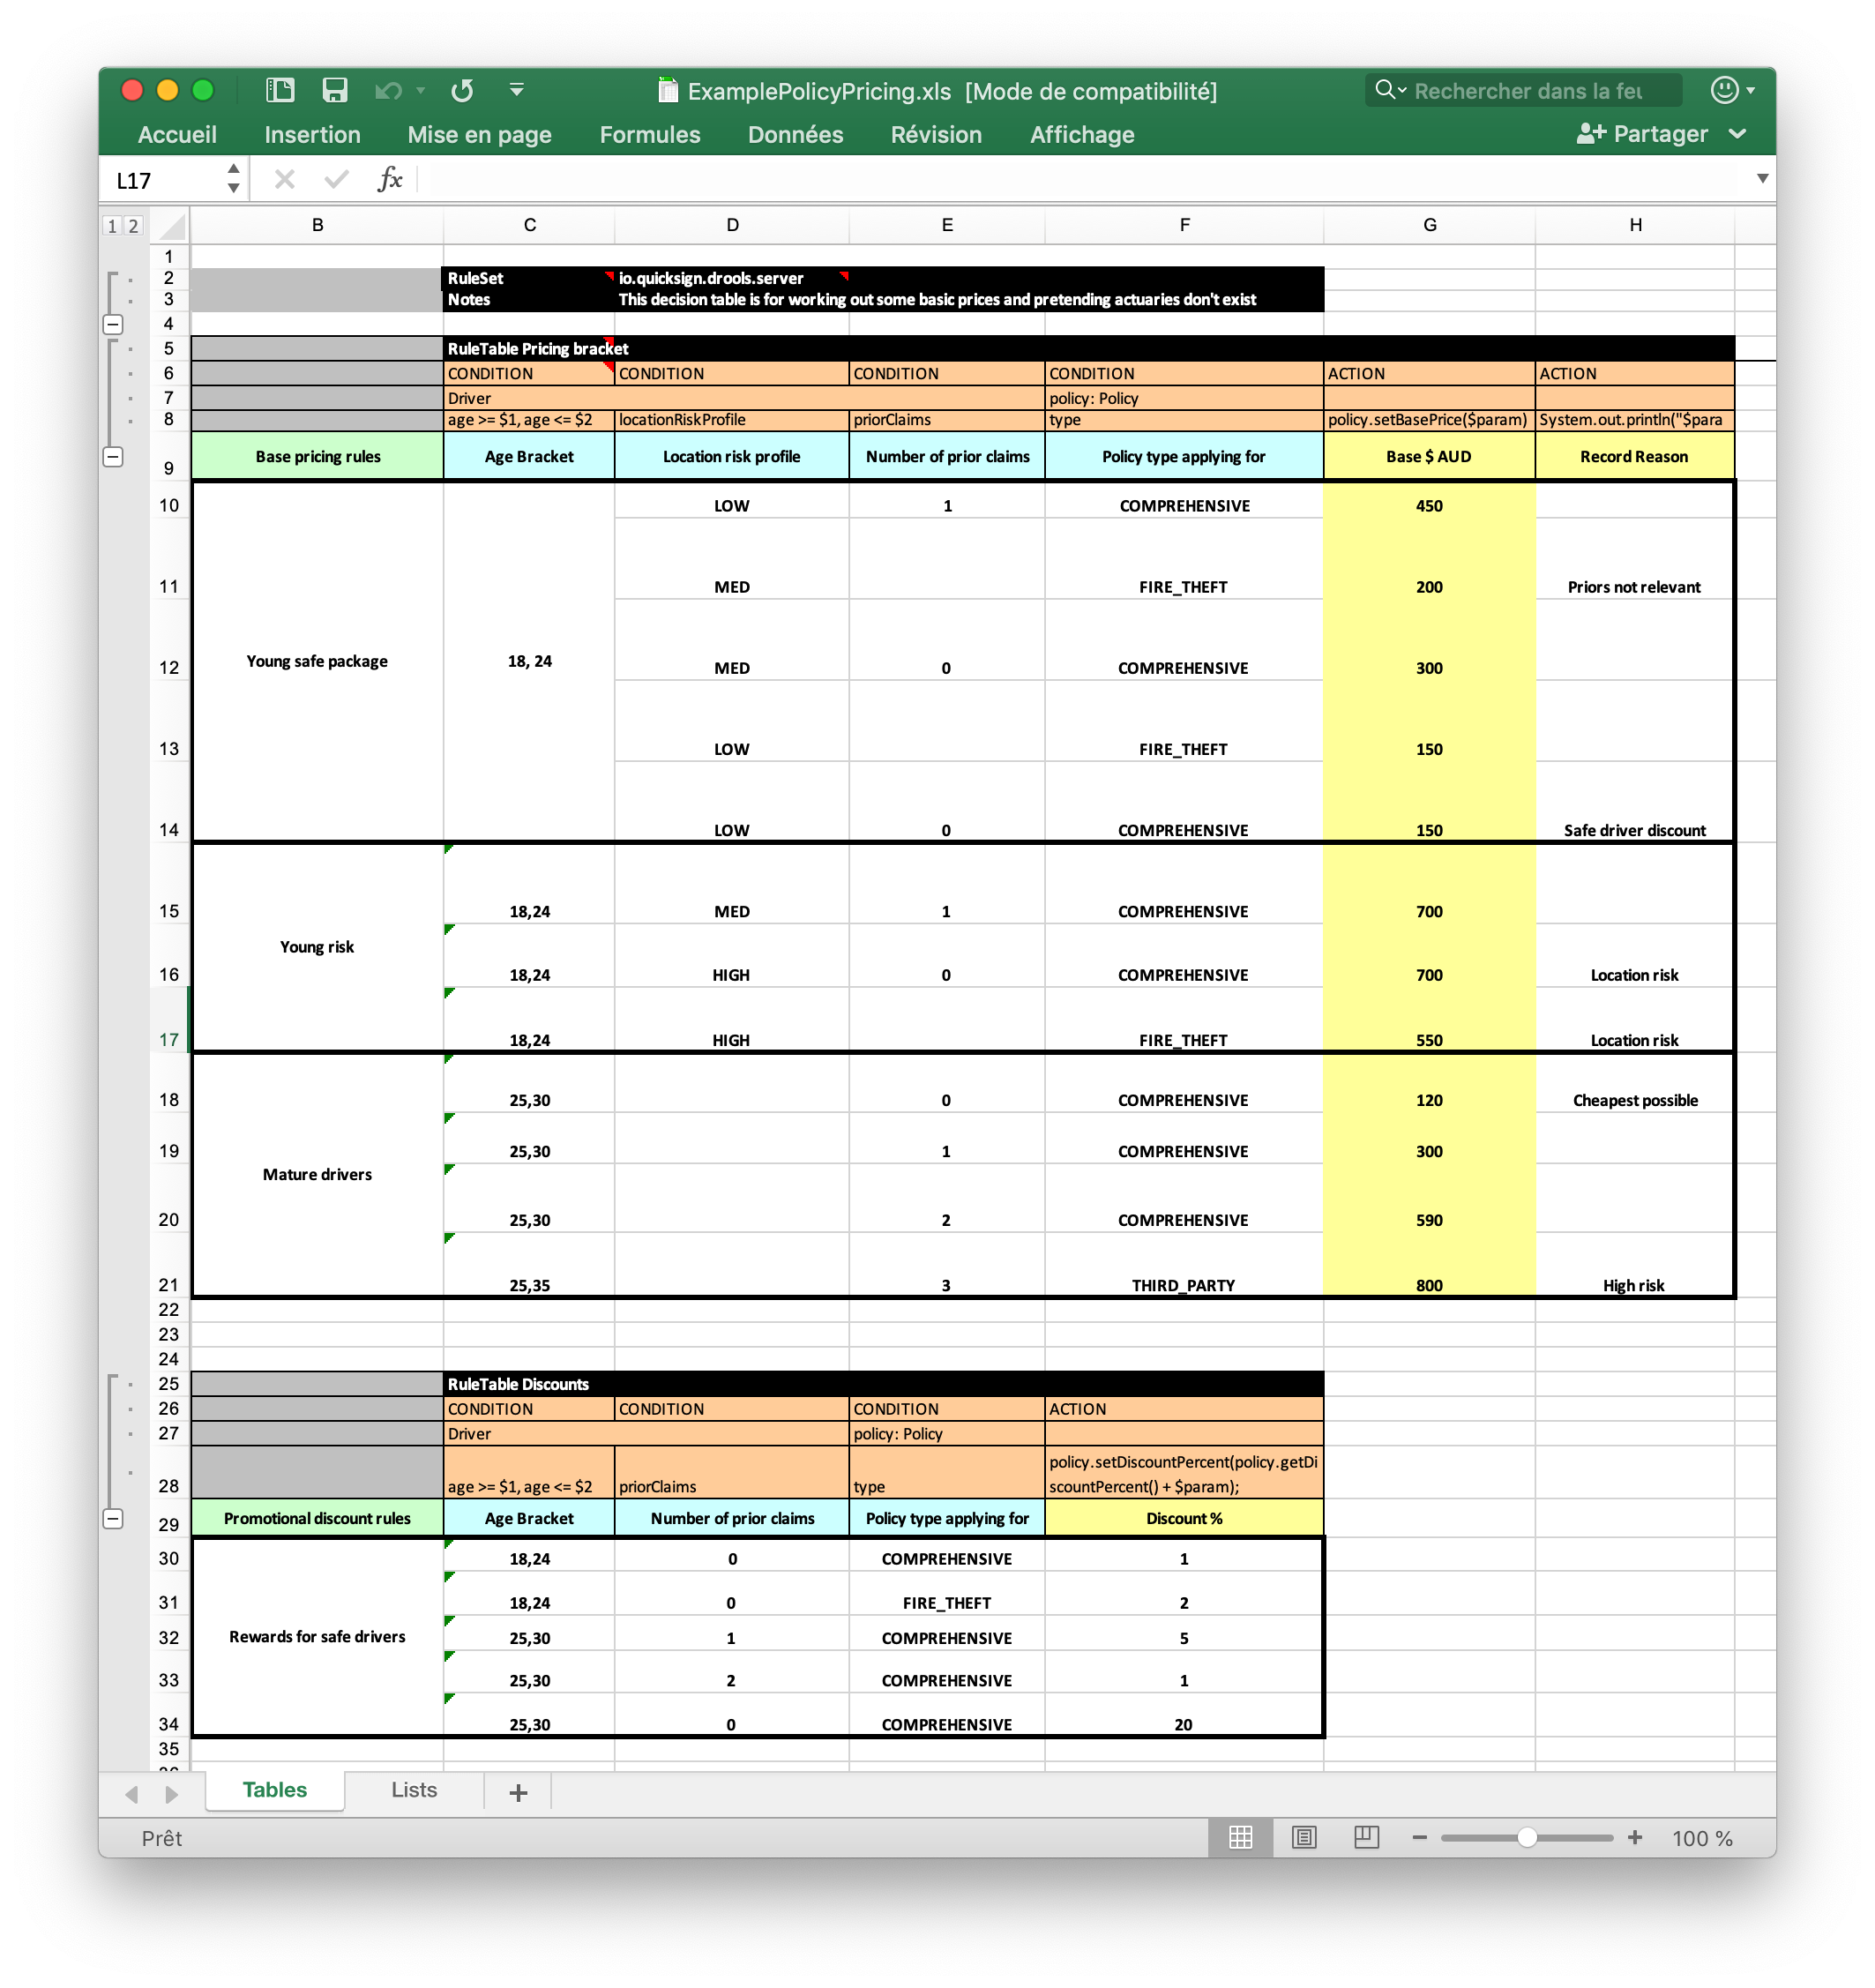 ExamplePolicyPricing.xls [Mode de compatibilité]
Rechercher dans la feu
Accueil Insertion Mise en page Formules Données Révision Affichage Partager
L17 fx
1 2 B C D E F G H
1
2 RuleSet io.quicksign.drools.server
3 Notes This decision table is for working out some basic prices and pretending actuaries don't exist
4
5 RuleTable Pricing bracket
6 CONDITION CONDITION CONDITION CONDITION ACTION ACTION
7 Driver policy: Policy
8 age >= $1, age <= $2 locationRiskProfile priorClaims type policy.setBasePrice($param) System.out.println("$para
9 Base pricing rules Age Bracket Location risk profile Number of prior claims Policy type applying for Base $ AUD Record Reason
10 LOW 1 COMPREHENSIVE 450
11 MED FIRE_THEFT 200 Priors not relevant
Young safe package 18, 24
12 MED 0 COMPREHENSIVE 300
13 LOW FIRE_THEFT 150
14 LOW 0 COMPREHENSIVE 150 Safe driver discount
15 18,24 MED 1 COMPREHENSIVE 700
Young risk
16 18,24 HIGH 0 COMPREHENSIVE 700 Location risk
17 18,24 HIGH FIRE_THEFT 550 Location risk
18 25,30 0 COMPREHENSIVE 120 Cheapest possible
19 25,30 1 COMPREHENSIVE 300
Mature drivers
20 25,30 2 COMPREHENSIVE 590
21 25,35 3 THIRD_PARTY 800 High risk
22
23
24
25 RuleTable Discounts
26 CONDITION CONDITION CONDITION ACTION
27 Driver policy: Policy
policy.setDiscountPercent(policy.getDi
28 age >= $1, age <= $2 priorClaims type scountPercent() + $param);
29 Promotional discount rules Age Bracket Number of prior claims Policy type applying for Discount %
30 18,24 0 COMPREHENSIVE 1
31 18,24 0 FIRE_THEFT 2
32 Rewards for safe drivers 25,30 1 COMPREHENSIVE 5
33 25,30 2 COMPREHENSIVE 1
34 25,30 0 COMPREHENSIVE 20
35
Tables Lists +
Prêt 100 %